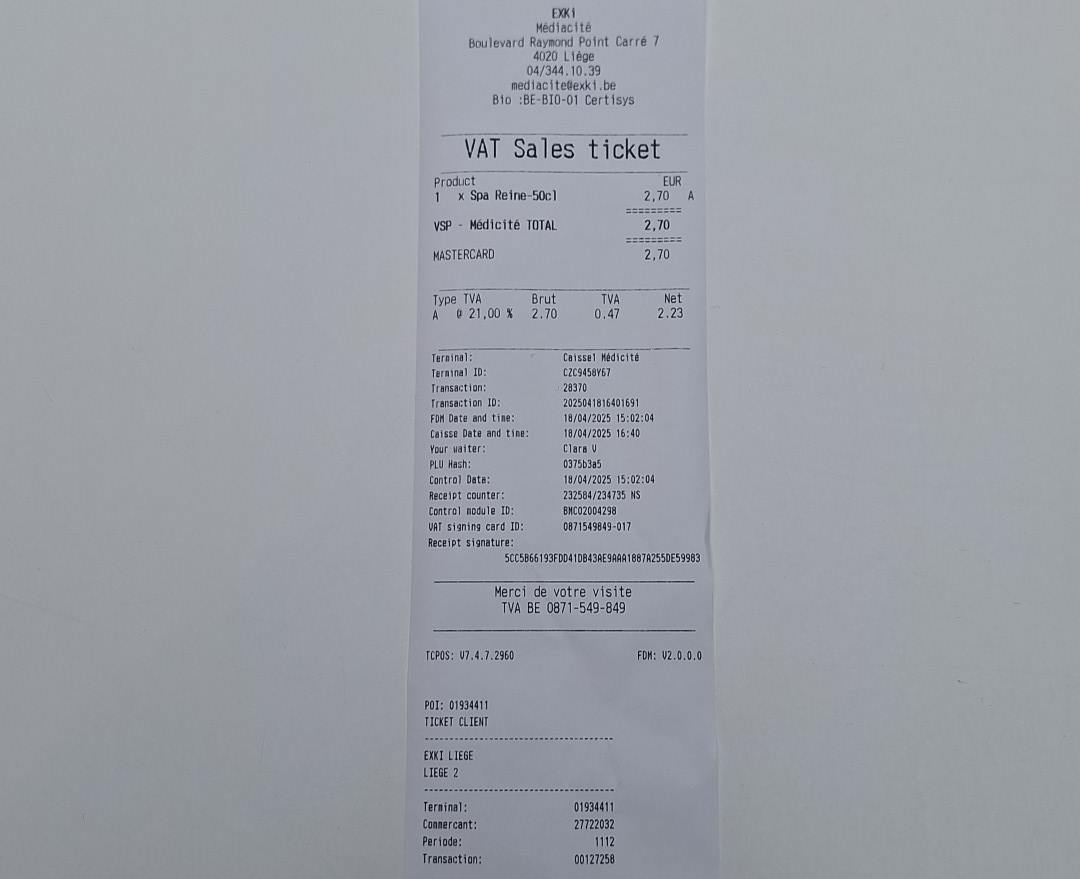 EXKi
Médiacité
Boulevard Raymond Point Carré 7
4020 Liège
04/344.10.39
mediacite@exki.be
Bio :BE-BIO-01 Certisys
VAT Sales ticket
Product EUR
1 x Spa Reine-50cl 2,70 A
=========
VSP - Médicité TOTAL 2,70
=========
MASTERCARD 2,70
Type TVA Brut TVA Net
A @ 21,00 % 2.70 0.47 2.23
Terminal: Caisse1 Médicité
Terminal ID: CZC9458Y67
Transaction: 28370
Transaction ID: 2025041816401691
FDM Date and time: 18/04/2025 15:02:04
Caisse Date and time: 18/04/2025 16:40
Your waiter: Clara V
PLU Hash: 0375b3a5
Control Data: 18/04/2025 15:02:04
Receipt counter: 232584/234735 NS
Control module ID: BMC02004298
VAT signing card ID: 0871549849-017
Receipt signature:
5CC5B66193FDD41DB43AE9AAA1887A255DE59983
Merci de votre visite
TVA BE 0871-549-849
TCPOS: V7.4.7.2960 FDM: V2.0.0.0
POI: 01934411
TICKET CLIENT
--------------------------------
EXKI LIEGE
LIEGE 2
--------------------------------
Terminal: 01934411
Commercant: 27722032
Periode: 1112
Transaction: 00127258